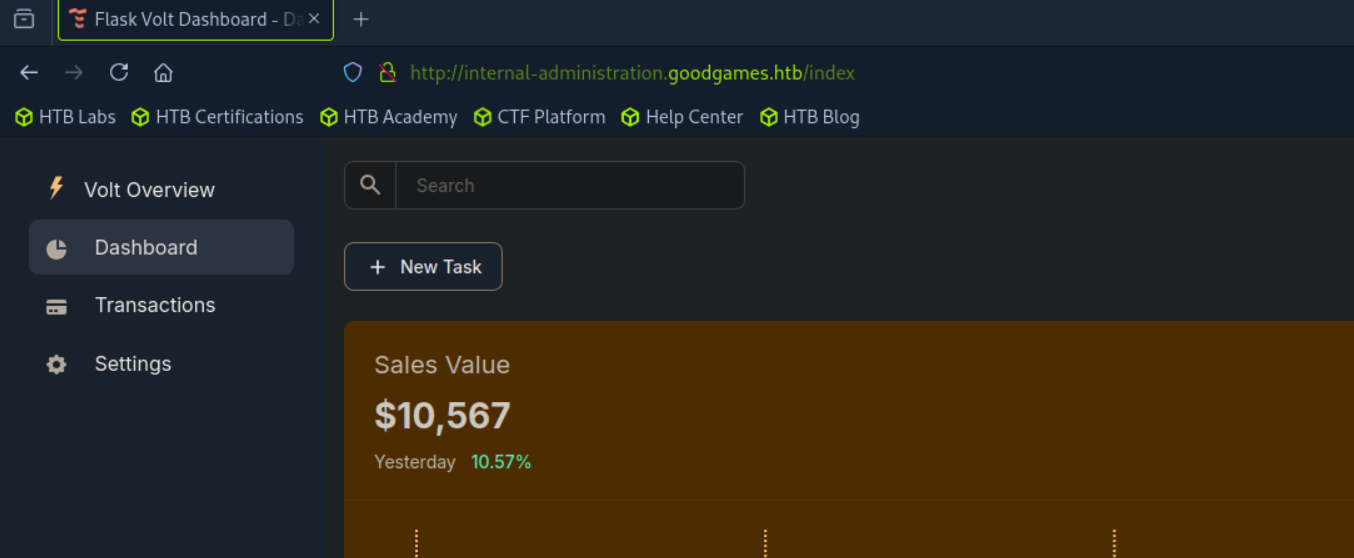 Flask Volt Dashboard - Da
http://internal-administration.goodgames.htb/index
HTB Labs HTB Certifications HTB Academy CTF Platform Help Center HTB Blog
Volt Overview
Dashboard
Transactions
Settings
Search
New Task
Sales Value
$10,567
Yesterday 10.57%